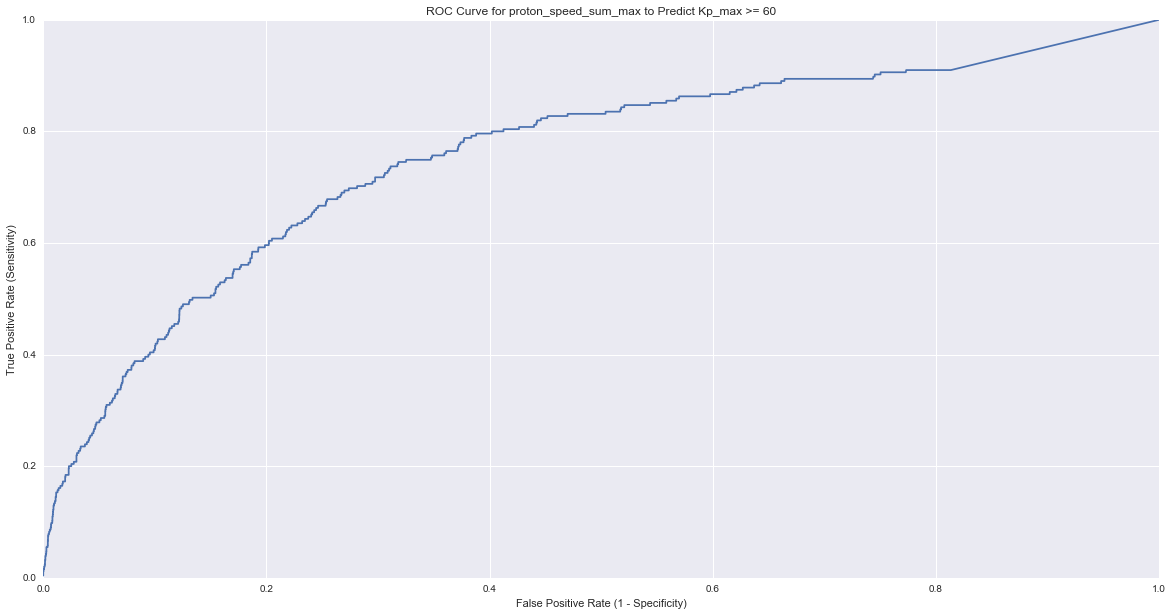 ROC Curve for proton_speed_sum_max to Predict Kp_max >= 60
1.0
0.8
0.6
0.4
0.2
0.0
True Positive Rate (Sensitivity)
0.0 0.2 0.4 0.6 0.8 1.0
False Positive Rate (1 - Specificity)